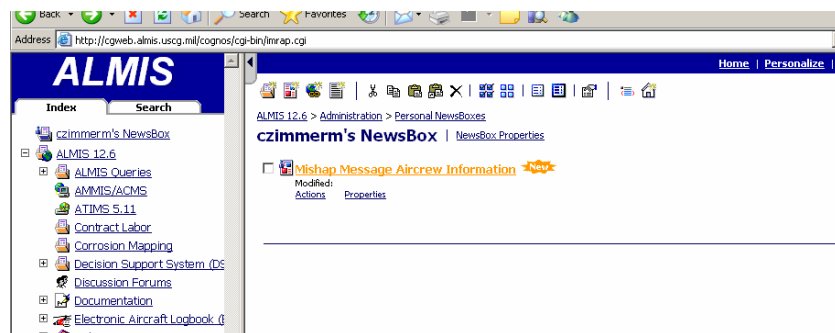 Back Search Favorites
Address http://cgweb.almis.uscg.mil/cognos/cgi-bin/imrap.cgi
Home | Personalize |
ALMIS
Index Search
ALMIS 12.6 > Administration > Personal NewsBoxes
czimmerm's NewsBox | NewsBox Properties
czimmerm's NewsBox
ALMIS 12.6
Mishap Message Aircrew Information New
Modified:
Actions Properties
ALMIS Queries
AMMIS/ACMS
ATIMS 5.11
Contract Labor
Corrosion Mapping
Decision Support System (DS
Discussion Forums
Documentation
Electronic Aircraft Logbook (